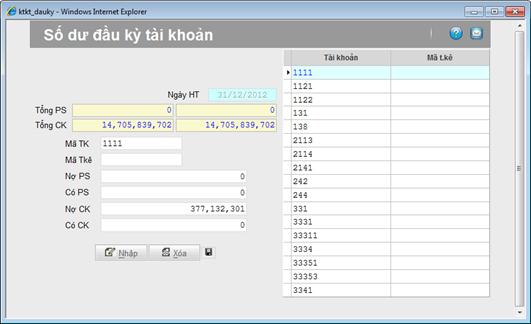 ktkt_dauky - Windows Internet Explorer
Số dư đầu kỳ tài khoản
Ngày HT 31/12/2012
Tổng PS 0 0
Tổng CK 14,705,839,702 14,705,839,702
Mã TK 1111
Mã Tkê
Nợ PS 0
Có PS 0
Nợ CK 377,132,301
Có CK 0
Nhập Xóa
Tài khoản Mã t.kê
1111
1121
1122
131
138
2113
2114
2141
242
244
331
3331
33311
3334
33351
33353
3341